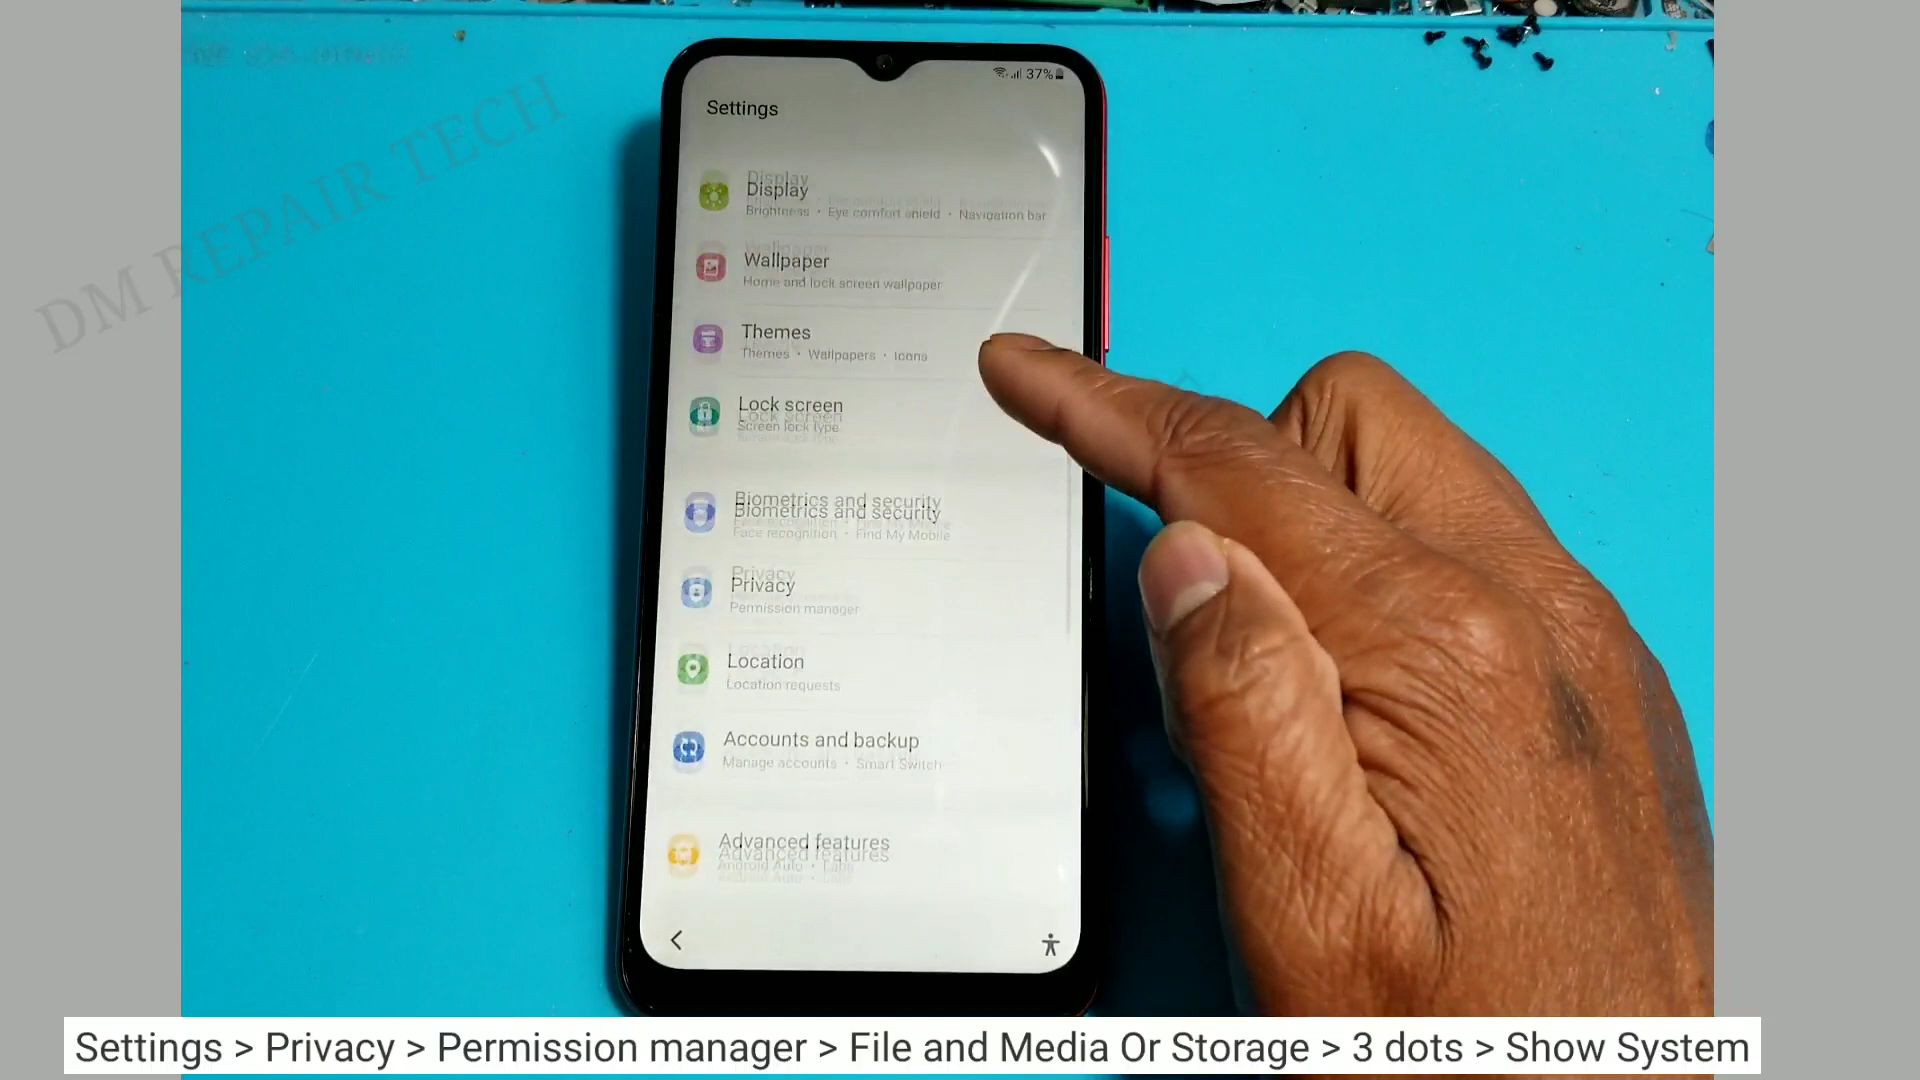 DM REPAIR TECH
37%
Settings
Display
Brightness • Eye comfort shield • Navigation bar
Wallpaper
Home and lock screen wallpaper
Themes
Themes • Wallpapers • Icons
Lock screen
Screen lock type
Biometrics and security
Face recognition • Find My Mobile
Privacy
Permission manager
Location
Location requests
Accounts and backup
Manage accounts • Smart Switch
Advanced features
Android Auto • Labs
Settings > Privacy > Permission manager > File and Media Or Storage > 3 dots > Show System